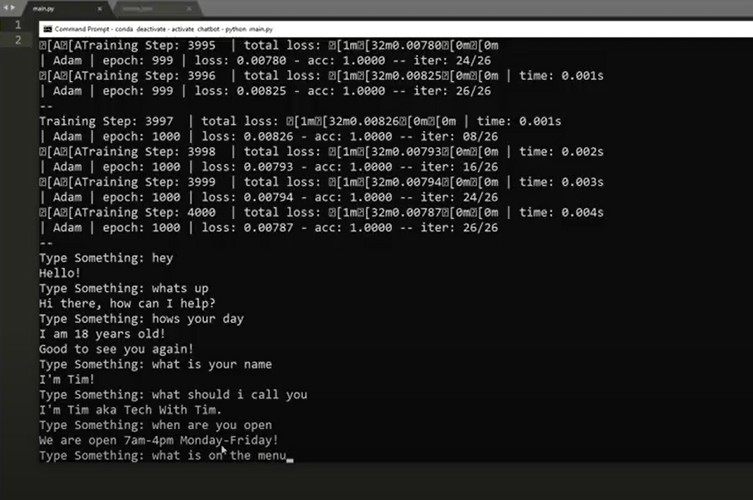 main.py
1
2
Command Prompt - conda deactivate - activate chatbot - python main.py
⍰[A⍰[ATraining Step: 3995 | total loss: ⍰[1m⍰[32m0.00780⍰[0m⍰[0m
| Adam | epoch: 999 | loss: 0.00780 - acc: 1.0000 -- iter: 24/26
⍰[A⍰[ATraining Step: 3996 | total loss: ⍰[1m⍰[32m0.00825⍰[0m⍰[0m | time: 0.001s
| Adam | epoch: 999 | loss: 0.00825 - acc: 1.0000 -- iter: 26/26
--
Training Step: 3997 | total loss: ⍰[1m⍰[32m0.00826⍰[0m⍰[0m | time: 0.001s
| Adam | epoch: 1000 | loss: 0.00826 - acc: 1.0000 -- iter: 08/26
⍰[A⍰[ATraining Step: 3998 | total loss: ⍰[1m⍰[32m0.00793⍰[0m⍰[0m | time: 0.002s
| Adam | epoch: 1000 | loss: 0.00793 - acc: 1.0000 -- iter: 16/26
⍰[A⍰[ATraining Step: 3999 | total loss: ⍰[1m⍰[32m0.00794⍰[0m⍰[0m | time: 0.003s
| Adam | epoch: 1000 | loss: 0.00794 - acc: 1.0000 -- iter: 24/26
⍰[A⍰[ATraining Step: 4000 | total loss: ⍰[1m⍰[32m0.00787⍰[0m⍰[0m | time: 0.004s
| Adam | epoch: 1000 | loss: 0.00787 - acc: 1.0000 -- iter: 26/26
--
Type Something: hey
Hello!
Type Something: whats up
Hi there, how can I help?
Type Something: hows your day
I am 18 years old!
Good to see you again!
Type Something: what is your name
I'm Tim!
Type Something: what should i call you
I'm Tim aka Tech With Tim.
Type Something: when are you open
We are open 7am-4pm Monday-Friday!
Type Something: what is on the menu